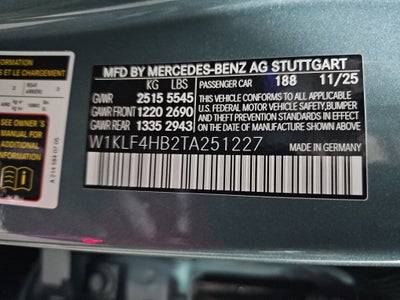 MFD BY MERCEDES-BENZ AG STUTTGART
KG LBS
PASSENGER CAR 188 11/25
GVWR 2515 5545
GAWR FRONT 1220 2690
GAWR REAR 1335 2943
THIS VEHICLE CONFORMS TO ALL APPLICABLE
U.S. FEDERAL MOTOR VEHICLE SAFETY, BUMPER
AND THEFT PREVENTION STANDARDS IN EFFECT
ON THE DATE OF MANUFACTURE SHOWN ABOVE.
W1KLF4HB2TA251227
MADE IN GERMANY
INFORMATION
LE CHARGEMENT
SEE OWNER'S
MANUAL FOR